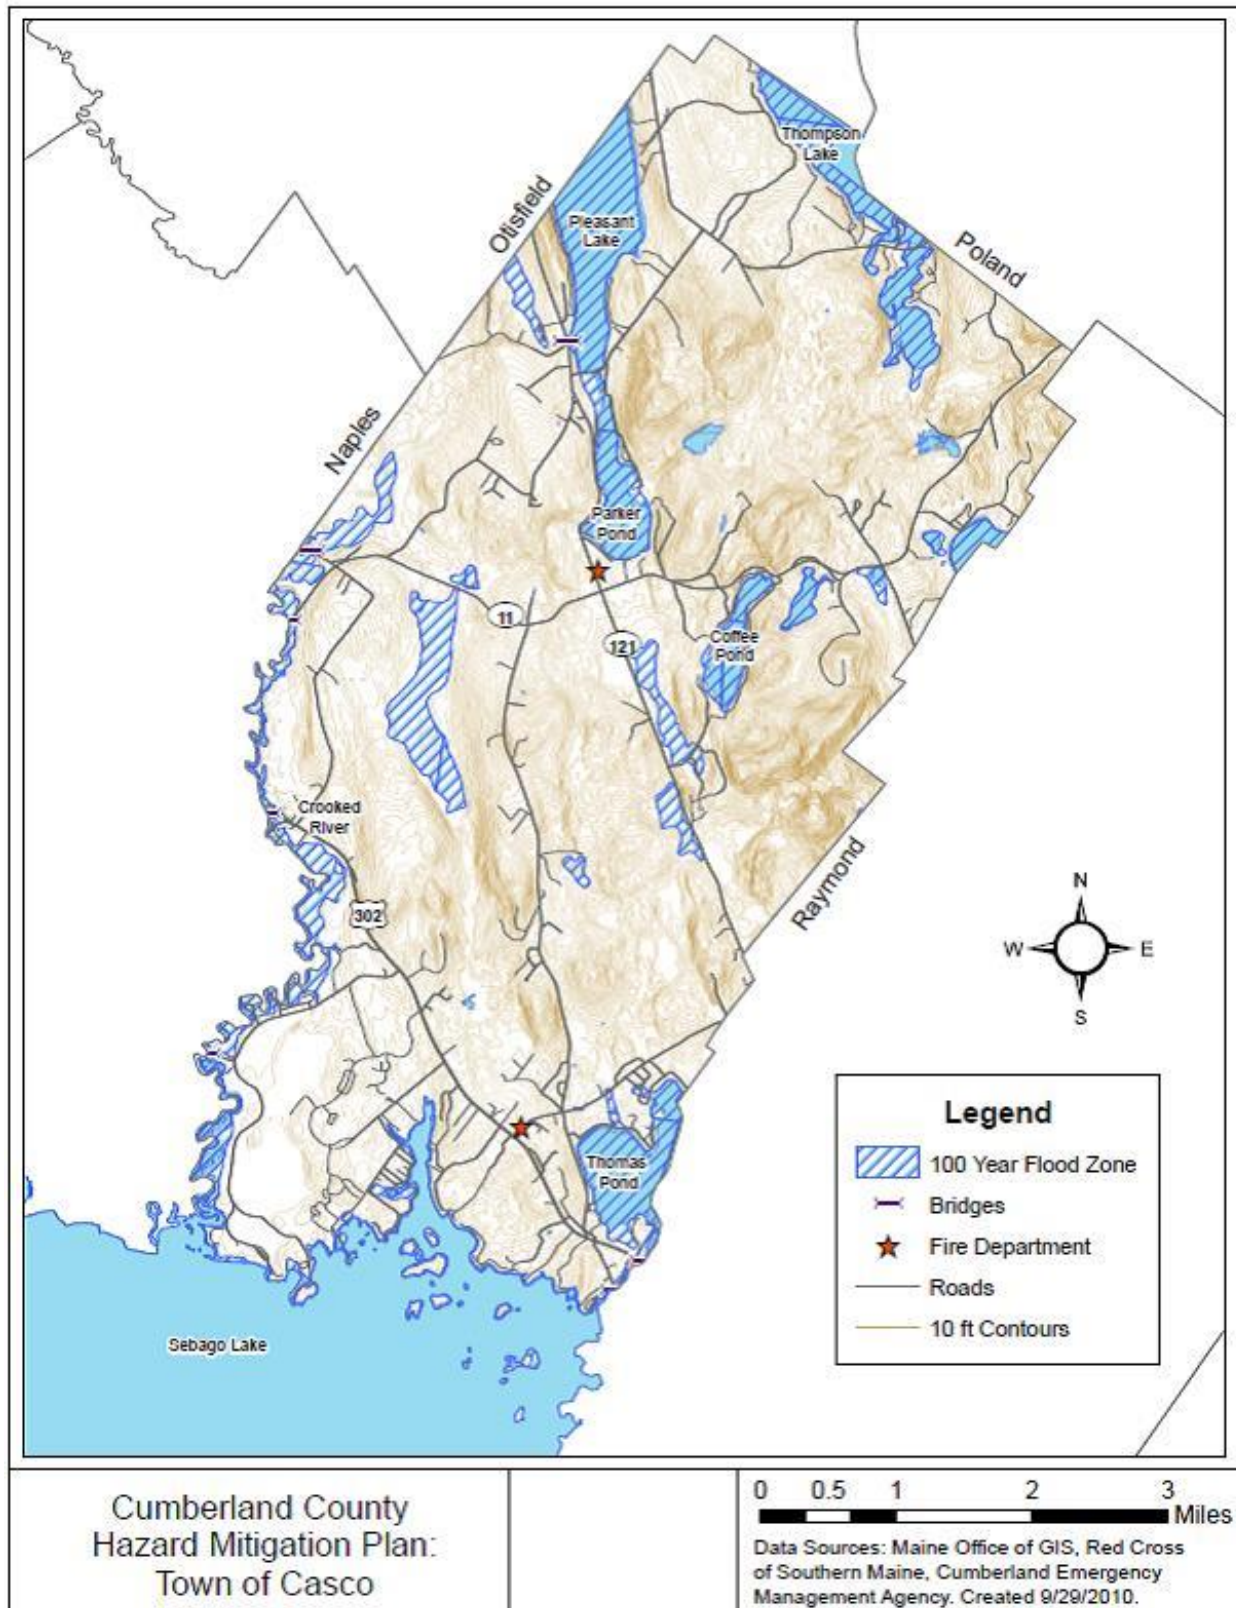 Thompson
Lake
Otisfield
Pleasant
Lake
Poland
Naples
Parker
Pond
11
121
Coffee
Pond
Crooked
River
302
Raymond
N
W
E
S
Thomas
Pond
Sebago Lake
Legend
100 Year Flood Zone
Bridges
Fire Department
Roads
10 ft Contours
Cumberland County
Hazard Mitigation Plan:
Town of Casco
0 0.5 1 2 3
Miles
Data Sources: Maine Office of GIS, Red Cross
of Southern Maine, Cumberland Emergency
Management Agency. Created 9/29/2010.